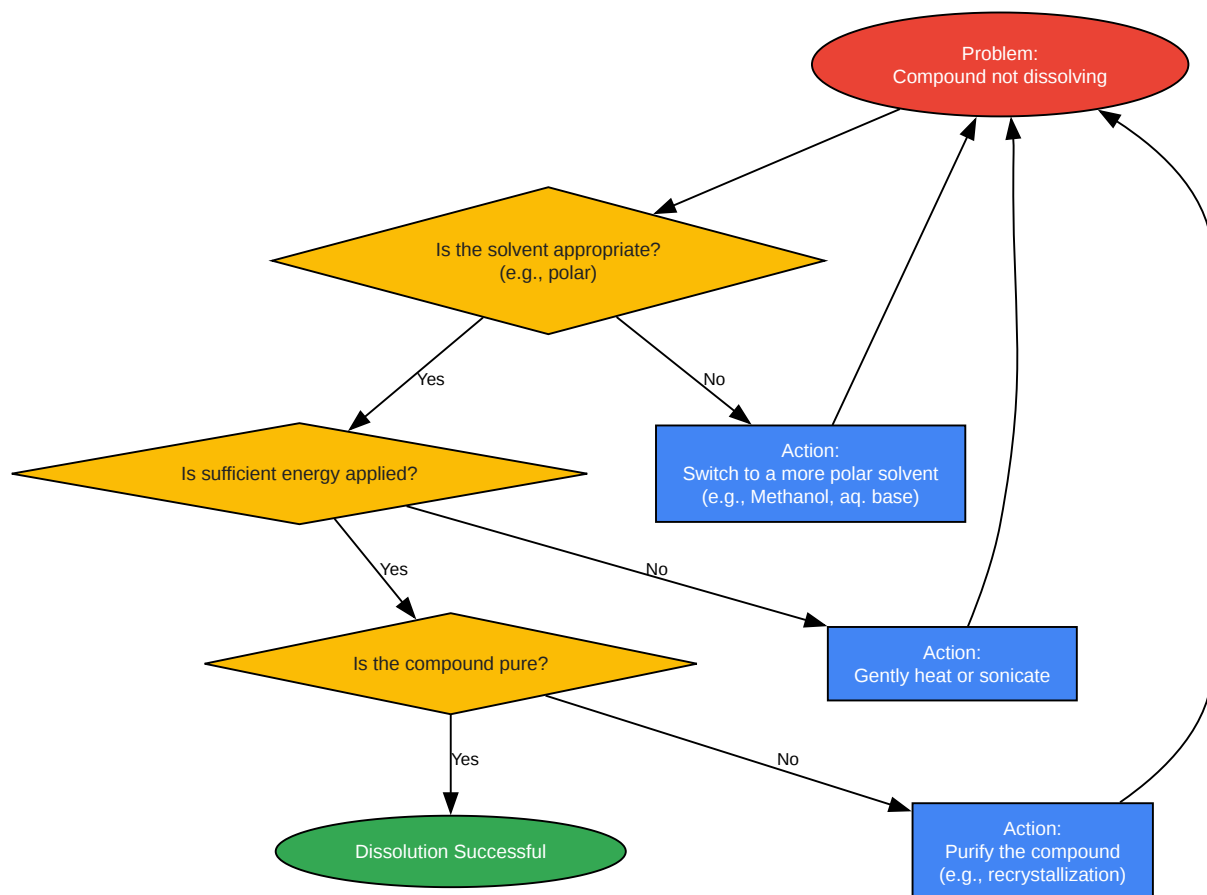 Problem:
Compound not dissolving
Is the solvent appropriate?
(e.g., polar)
Yes
No
Is sufficient energy applied?
Action:
Switch to a more polar solvent
(e.g., Methanol, aq. base)
Yes
No
Is the compound pure?
Action:
Gently heat or sonicate
Yes
No
Dissolution Successful
Action:
Purify the compound
(e.g., recrystallization)